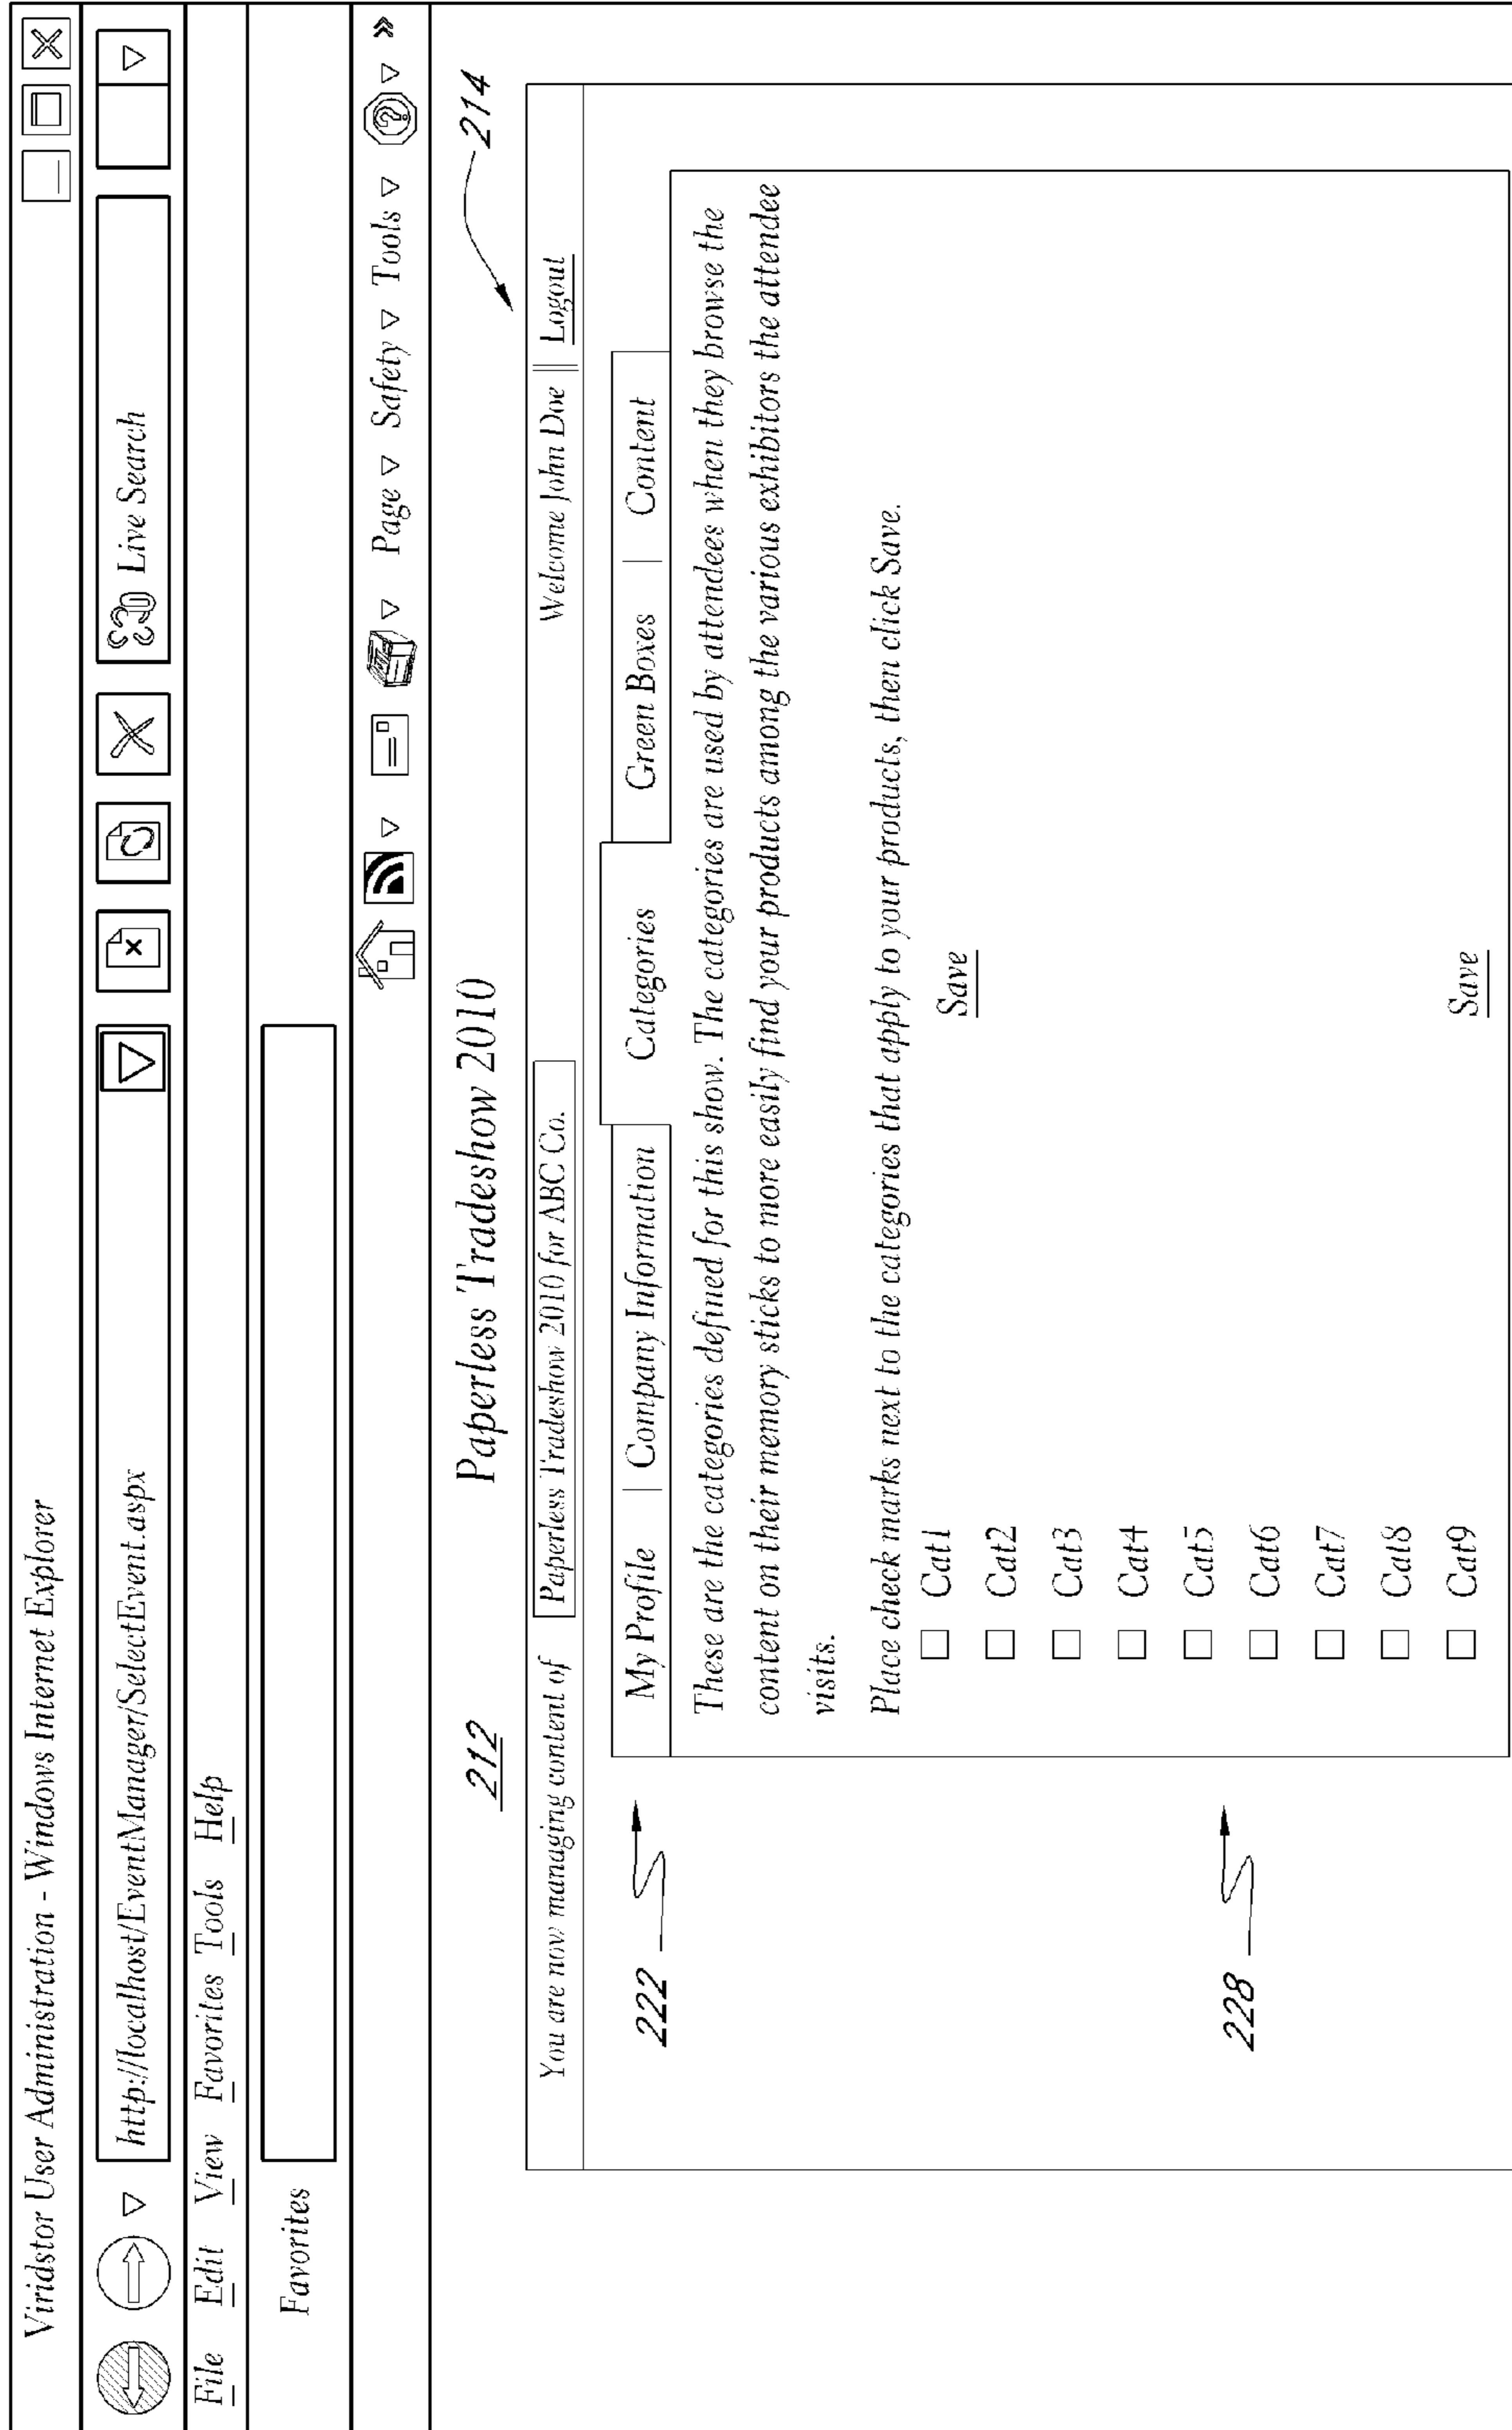 Viridstor User Administration - Windows Internet Explorer
http://localhost/EventManager/SelectEvent.aspx
Live Search
File Edit View Favorites Tools Help
Favorites
Page Safety Tools ? »
212 Paperless Tradeshow 2010
214
You are now managing content of Paperless Tradeshow 2010 for ABC Co. Welcome John Doe || Logout
222
My Profile | Company Information Categories Green Boxes | Content
These are the categories defined for this show. The categories are used by attendees when they browse the
content on their memory sticks to more easily find your products among the various exhibitors the attendee
visits.
Place check marks next to the categories that apply to your products, then click Save.
Cat1 Save
Cat2
Cat3
Cat4
Cat5
228
Cat6
Cat7
Cat8
Cat9 Save